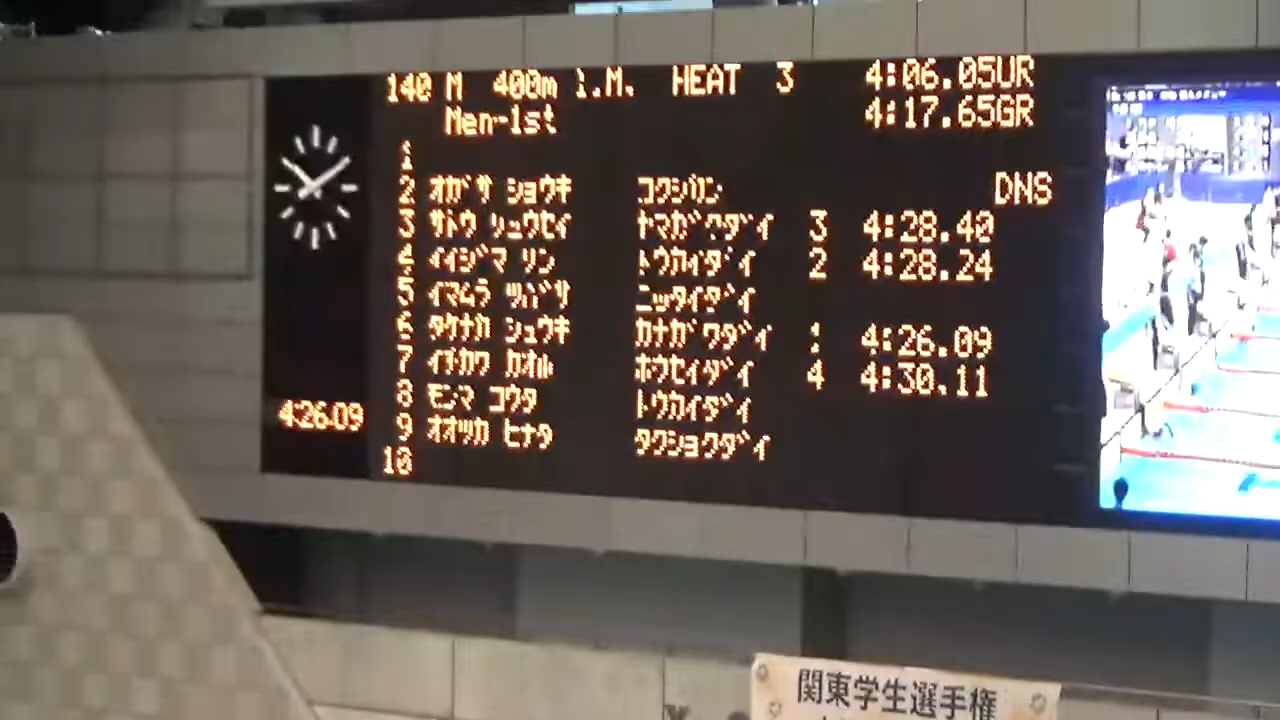 140 M 400m I.M. HEAT 3 4:06.05UR
Men-1st 4:17.65GR
1
2 オガサ ショウキ コクシカン DNS
3 サトウ リュウセイ ヤマガクダイ 3 4:28.40
4 イイジマ リン トウカイダイ 2 4:28.24
5 イマムラ ツバサ ニッタイダイ
6 タケナカ ショウキ カナガワダイ 1 4:26.09
7 イチカワ カオル ホウセイダイ 4 4:30.11
8 モンマ コウタ トウカイダイ
9 オオツカ ヒナタ タクショクダイ
10
4:26.09
関東学生選手権